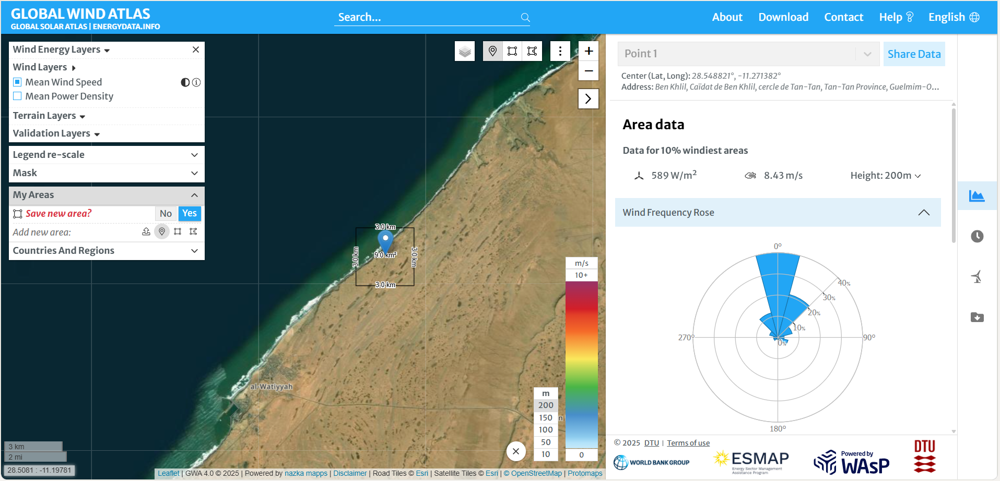 GLOBAL WIND ATLAS
GLOBAL SOLAR ATLAS | ENERGYDATA.INFO
Search...
About
Download
Contact
Help
English
Wind Energy Layers
Wind Layers
Mean Wind Speed
Mean Power Density
Terrain Layers
Validation Layers
Legend re-scale
Mask
My Areas
Save new area?
No
Yes
Add new area:
Countries And Regions
3.0 km
3.0 km
9.0 km²
3.0 km
3.0 km
al-Watiyyah
m/s
10+
0
m
200
150
100
50
10
n
3 km
2 mi
28.5081 : -11.19781
Leaflet | GWA 4.0 © 2025 | Powered by nazka mapps | Disclaimer | Road Tiles © Esri | Satellite Tiles © Esri | © OpenStreetMap | Protomaps
Point 1
Share Data
Center (Lat, Long): 28.548821°, -11.271382°
Address: Ben Khlil, Caïdat de Ben Khlil, cercle de Tan-Tan, Tan-Tan Province, Guelmim-O...
Area data
Data for 10% windiest areas
589 W/m²
8.43 m/s
Height: 200m
Wind Frequency Rose
0°
40%
30%
20%
10%
0%
270°
90°
180°
© 2025 DTU | Terms of use
WORLD BANK GROUP
ESMAP
Energy Sector Management
Assistance Program
Powered by
WAsP
DTU